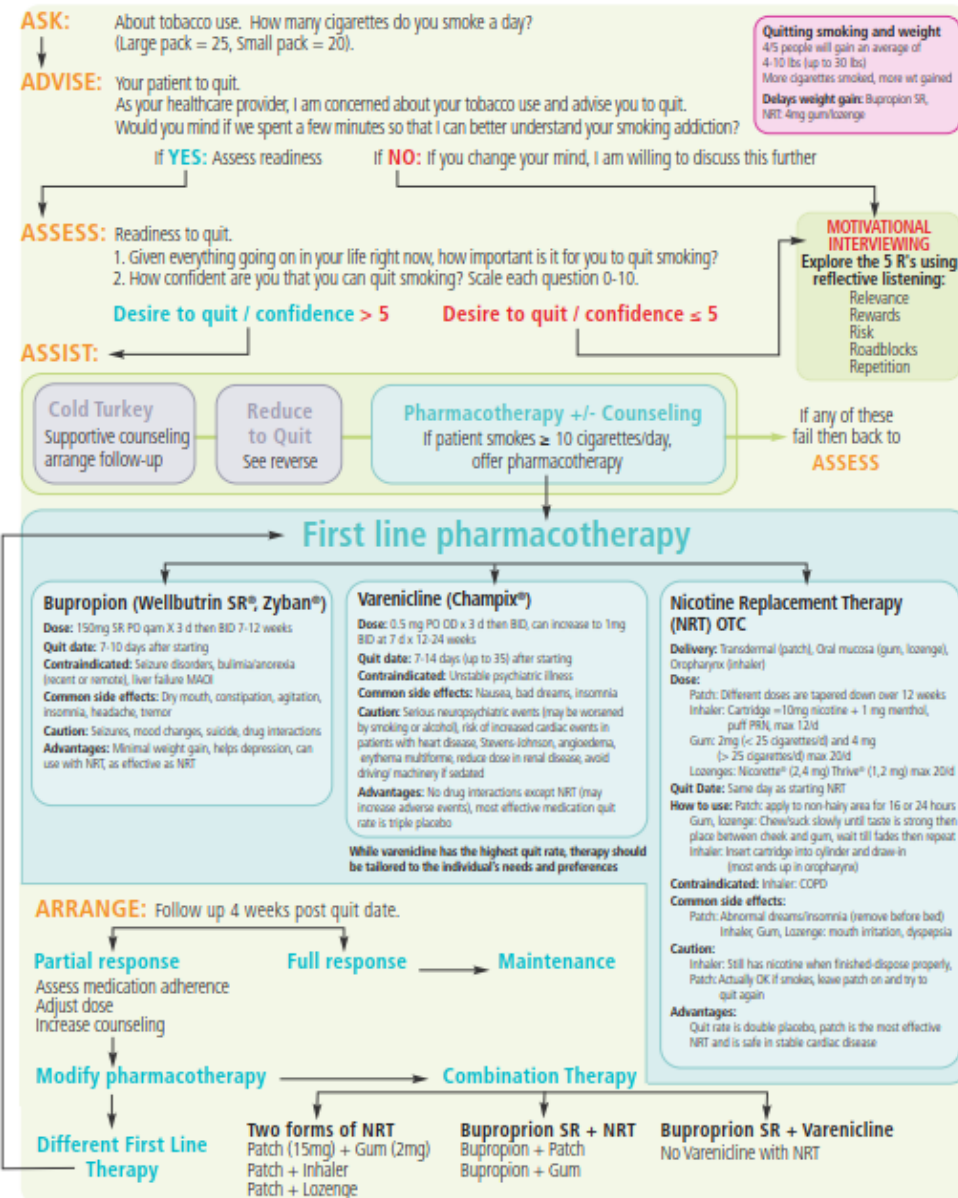 ASK: About tobacco use. How many cigarettes do you smoke a day?
(Large pack = 25, Small pack = 20).
Quitting smoking and weight
4/5 people will gain an average of
4-10 lbs (up to 30 lbs)
More cigarettes smoked, more wt gained
Delays weight gain: Bupropion SR,
NRT: 4mg gum/lozenge
ADVISE: Your patient to quit.
As your healthcare provider, I am concerned about your tobacco use and advise you to quit.
Would you mind if we spent a few minutes so that I can better understand your smoking addiction?
If YES: Assess readiness
If NO: If you change your mind, I am willing to discuss this further
ASSESS: Readiness to quit.
1. Given everything going on in your life right now, how important is it for you to quit smoking?
2. How confident are you that you can quit smoking? Scale each question 0-10.
Desire to quit / confidence > 5
Desire to quit / confidence ≤ 5
MOTIVATIONAL
INTERVIEWING
Explore the 5 R's using
reflective listening:
Relevance
Rewards
Risk
Roadblocks
Repetition
ASSIST:
Cold Turkey
Supportive counseling
arrange follow-up
Reduce
to Quit
See reverse
Pharmacotherapy +/- Counseling
If patient smokes ≥ 10 cigarettes/day,
offer pharmacotherapy
If any of these
fail then back to
ASSESS
First line pharmacotherapy
Bupropion (Wellbutrin SR®, Zyban®)
Dose: 150mg SR PO qam X 3 d then BID 7-12 weeks
Quit date: 7-10 days after starting
Contraindicated: Seizure disorders, bulimia/anorexia
(recent or remote), liver failure MAOI
Common side effects: Dry mouth, constipation, agitation,
insomnia, headache, tremor
Caution: Seizures, mood changes, suicide, drug interactions
Advantages: Minimal weight gain, helps depression, can
use with NRT, as effective as NRT
Varenicline (Champix®)
Dose: 0.5 mg PO OD x 3 d then BID, can increase to 1mg
BID at 7 d x 12-24 weeks
Quit date: 7-14 days (up to 35) after starting
Contraindicated: Unstable psychiatric illness
Common side effects: Nausea, bad dreams, insomnia
Caution: Serious neuropsychiatric events (may be worsened
by smoking or alcohol), risk of increased cardiac events in
patients with heart disease, Stevens-Johnson, angioedema,
erythema multiforme, reduce dose in renal disease, avoid
driving/ machinery if sedated
Advantages: No drug interactions except NRT (may
increase adverse events), most effective medication quit
rate is triple placebo
While varenicline has the highest quit rate, therapy should
be tailored to the individual's needs and preferences
Nicotine Replacement Therapy
(NRT) OTC
Delivery: Transdermal (patch), Oral mucosa (gum, lozenge),
Oropharynx (inhaler)
Dose:
Patch: Different doses are tapered down over 12 weeks
Inhaler: Cartridge =10mg nicotine + 1 mg menthol,
puff PRN, max 12/d
Gum: 2mg (< 25 cigarettes/d) and 4 mg
(> 25 cigarettes/d) max 20/d
Lozenges: Nicorette® (2,4 mg) Thrive® (1,2 mg) max 20/d
Quit Date: Same day as starting NRT
How to use: Patch: apply to non-hairy area for 16 or 24 hours
Gum, lozenge: Chew/suck slowly until taste is strong then
place between cheek and gum, wait till fades then repeat
Inhaler: Insert cartridge into cylinder and draw-in
(most ends up in oropharynx)
Contraindicated: Inhaler: COPD
Common side effects:
Patch: Abnormal dreams/insomnia (remove before bed)
Inhaler, Gum, Lozenge: mouth irritation, dyspepsia
Caution:
Inhaler: Still has nicotine when finished-dispose properly,
Patch: Actually OK if smokes, leave patch on and try to
quit again
Advantages:
Quit rate is double placebo, patch is the most effective
NRT and is safe in stable cardiac disease
ARRANGE: Follow up 4 weeks post quit date.
Partial response
Assess medication adherence
Adjust dose
Increase counseling
Full response
Maintenance
Modify pharmacotherapy
Combination Therapy
Different First Line
Therapy
Two forms of NRT
Patch (15mg) + Gum (2mg)
Patch + Inhaler
Patch + Lozenge
Buproprion SR + NRT
Bupropion + Patch
Bupropion + Gum
Buproprion SR + Varenicline
No Varenicline with NRT